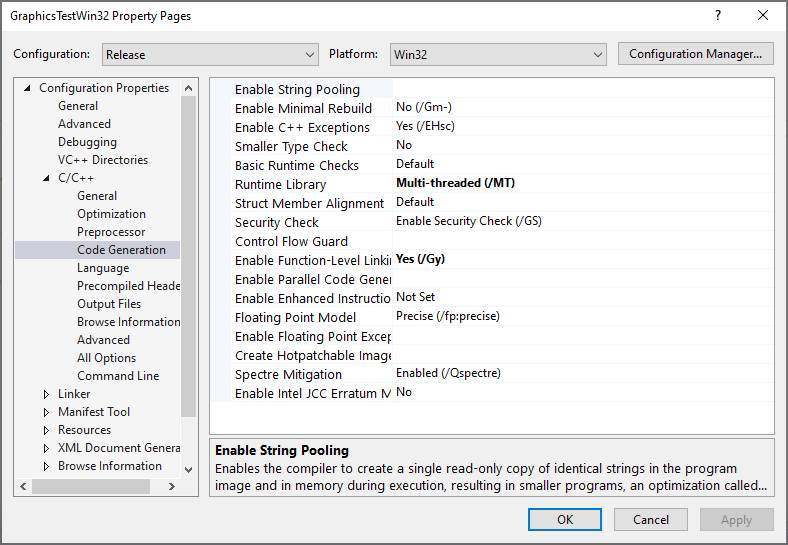 GraphicsTestWin32 Property Pages
Configuration: Release Platform: Win32 Configuration Manager...
Configuration Properties
General
Advanced
Debugging
VC++ Directories
C/C++
General
Optimization
Preprocessor
Code Generation
Language
Precompiled Heade
Output Files
Browse Information
Advanced
All Options
Command Line
Linker
Manifest Tool
Resources
XML Document Genera
Browse Information
Enable String Pooling
Enable Minimal Rebuild No (/Gm-)
Enable C++ Exceptions Yes (/EHsc)
Smaller Type Check No
Basic Runtime Checks Default
Runtime Library Multi-threaded (/MT)
Struct Member Alignment Default
Security Check Enable Security Check (/GS)
Control Flow Guard
Enable Function-Level Linkin Yes (/Gy)
Enable Parallel Code Gener
Enable Enhanced Instructio Not Set
Floating Point Model Precise (/fp:precise)
Enable Floating Point Excep
Create Hotpatchable Image
Spectre Mitigation Enabled (/Qspectre)
Enable Intel JCC Erratum M No
Enable String Pooling
Enables the compiler to create a single read-only copy of identical strings in the program
image and in memory during execution, resulting in smaller programs, an optimization called...
OK Cancel Apply